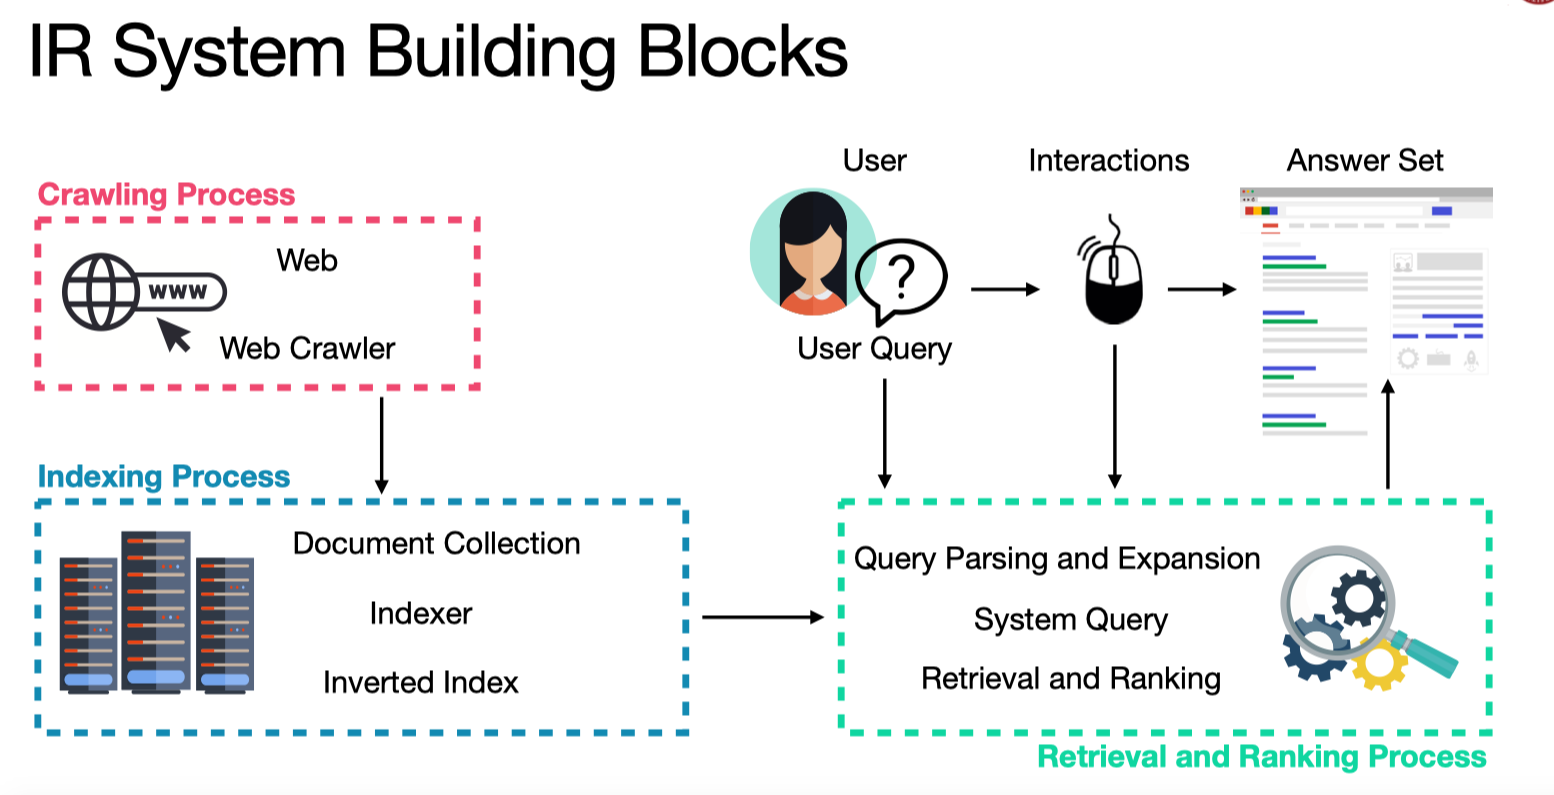 IR System Building Blocks
Crawling Process
Web
www
Web Crawler
User
Interactions
Answer Set
?
User Query
Indexing Process
Document Collection
Indexer
Inverted Index
Query Parsing and Expansion
System Query
Retrieval and Ranking
Retrieval and Ranking Process